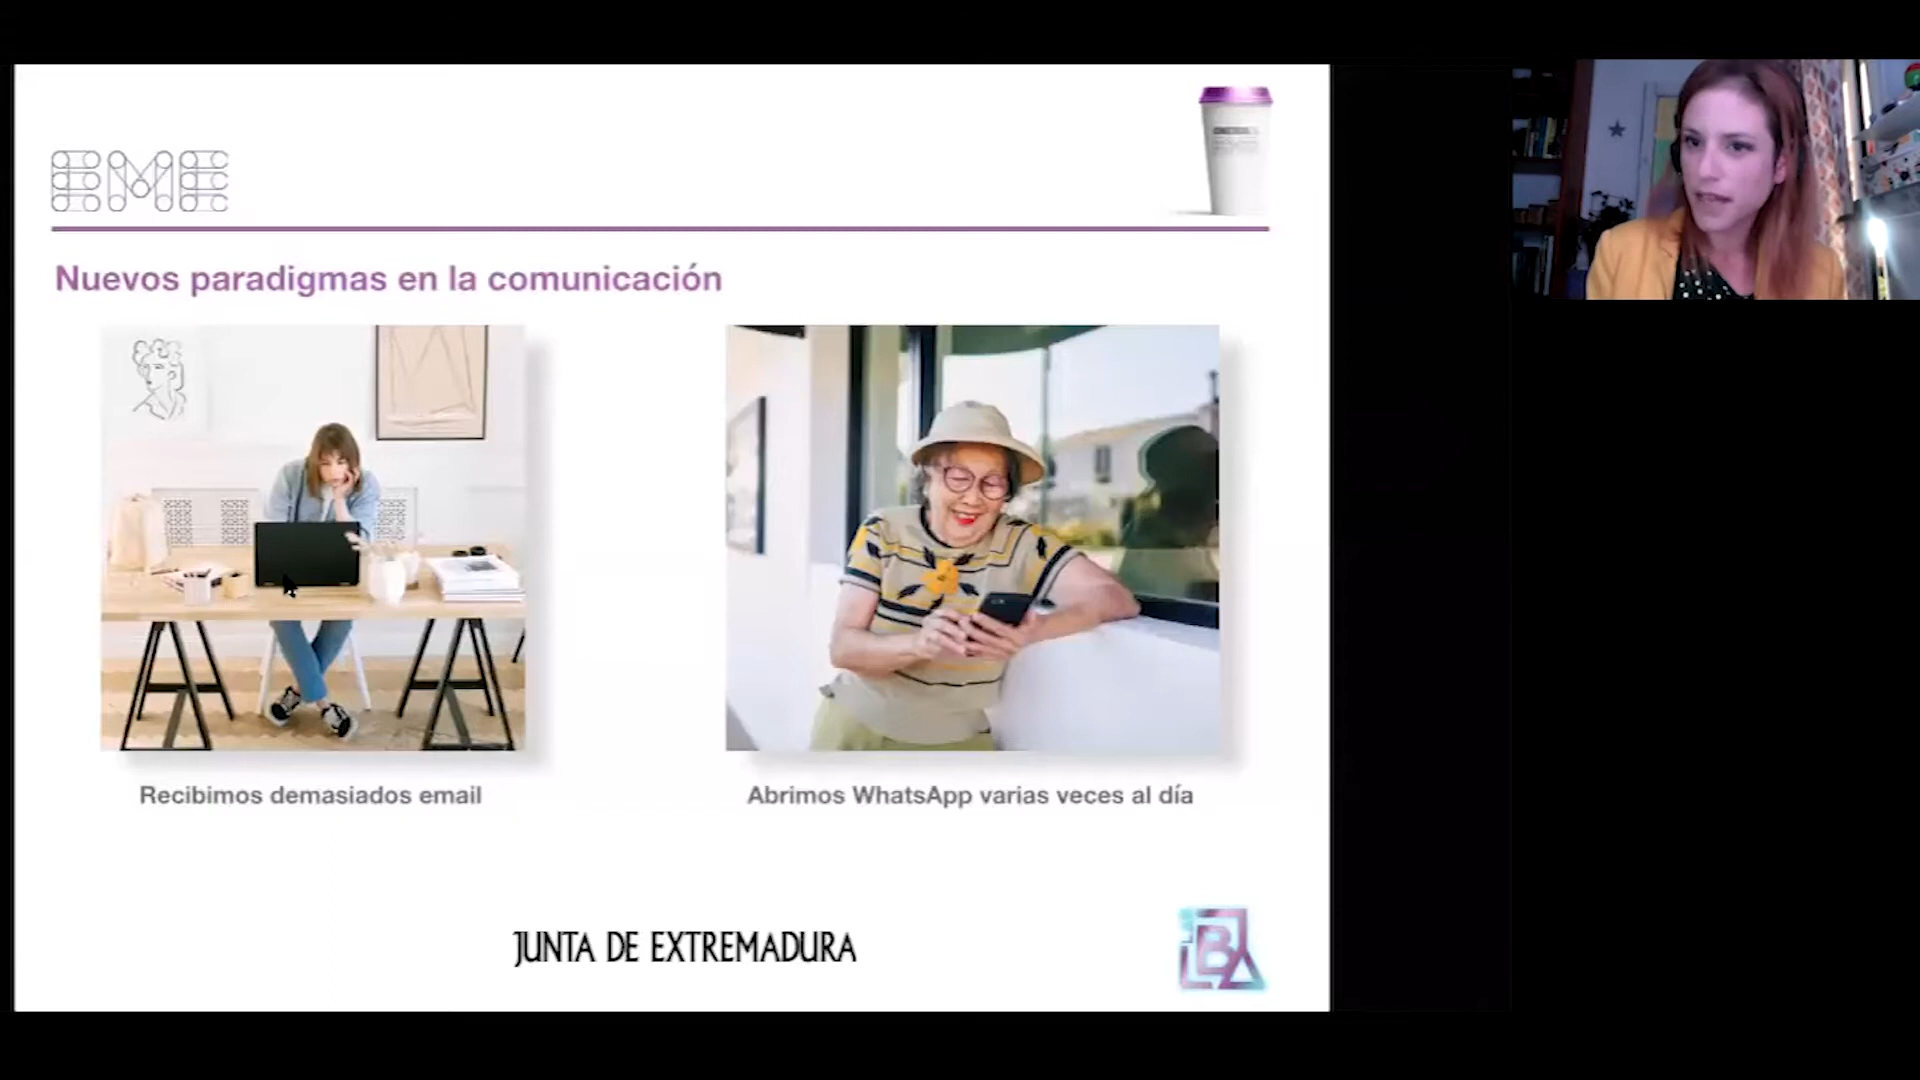 EME
Nuevos paradigmas en la comunicación
Recibimos demasiados email
Abrimos WhatsApp varias veces al día
JUNTA DE EXTREMADURA